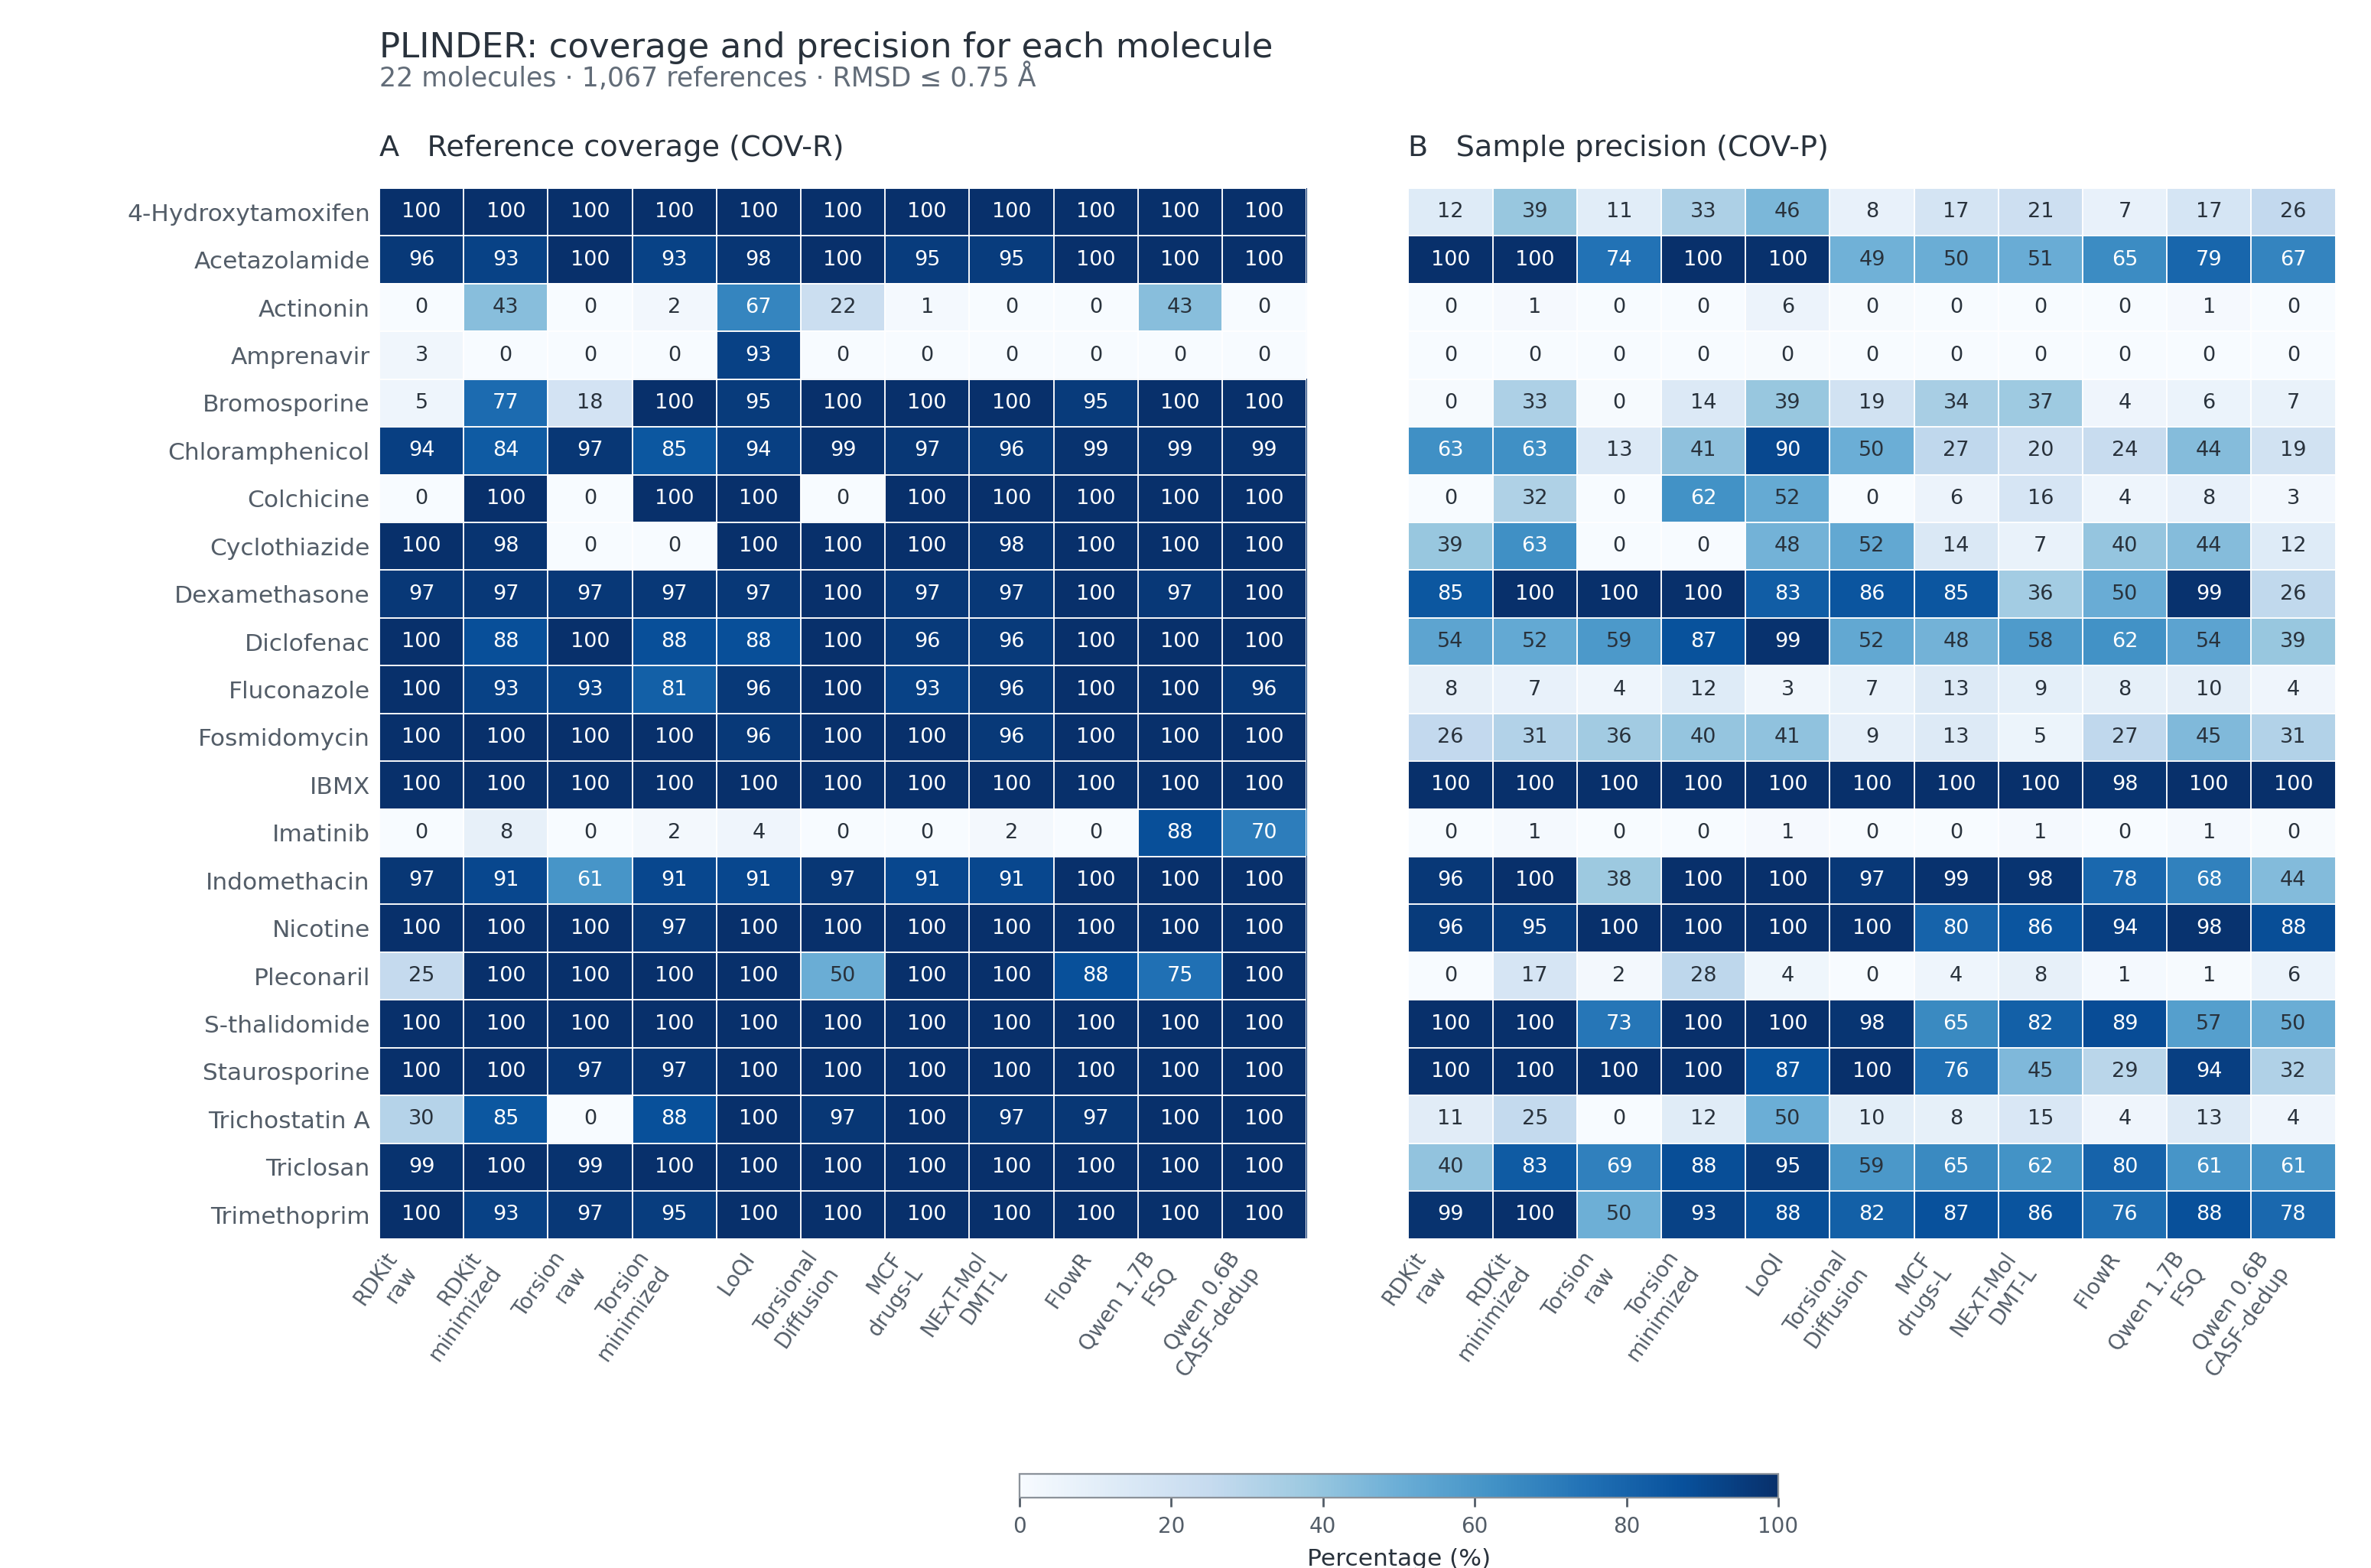 PLINDER: coverage and precision for each molecule
22 molecules · 1,067 references · RMSD ≤ 0.75 Å
A Reference coverage (COV-R) B Sample precision (COV-P)
4-Hydroxytamoxifen 100 100 100 100 100 100 100 100 100 100 100 12 39 11 33 46 8 17 21 7 17 26
Acetazolamide 96 93 100 93 98 100 95 95 100 100 100 100 100 74 100 100 49 50 51 65 79 67
Actinonin 0 43 0 2 67 22 1 0 0 43 0 0 1 0 0 6 0 0 0 0 1 0
Amprenavir 3 0 0 0 93 0 0 0 0 0 0 0 0 0 0 0 0 0 0 0 0 0
Bromosporine 5 77 18 100 95 100 100 100 95 100 100 0 33 0 14 39 19 34 37 4 6 7
Chloramphenicol 94 84 97 85 94 99 97 96 99 99 99 63 63 13 41 90 50 27 20 24 44 19
Colchicine 0 100 0 100 100 0 100 100 100 100 100 0 32 0 62 52 0 6 16 4 8 3
Cyclothiazide 100 98 0 0 100 100 100 98 100 100 100 39 63 0 0 48 52 14 7 40 44 12
Dexamethasone 97 97 97 97 97 100 97 97 100 97 100 85 100 100 100 83 86 85 36 50 99 26
Diclofenac 100 88 100 88 88 100 96 96 100 100 100 54 52 59 87 99 52 48 58 62 54 39
Fluconazole 100 93 93 81 96 100 93 96 100 100 96 8 7 4 12 3 7 13 9 8 10 4
Fosmidomycin 100 100 100 100 96 100 100 96 100 100 100 26 31 36 40 41 9 13 5 27 45 31
IBMX 100 100 100 100 100 100 100 100 100 100 100 100 100 100 100 100 100 100 100 98 100 100
Imatinib 0 8 0 2 4 0 0 2 0 88 70 0 1 0 0 1 0 0 1 0 1 0
Indomethacin 97 91 61 91 91 97 91 91 100 100 100 96 100 38 100 100 97 99 98 78 68 44
Nicotine 100 100 100 97 100 100 100 100 100 100 100 96 95 100 100 100 100 80 86 94 98 88
Pleconaril 25 100 100 100 100 50 100 100 88 75 100 0 17 2 28 4 0 4 8 1 1 6
S-thalidomide 100 100 100 100 100 100 100 100 100 100 100 100 100 73 100 100 98 65 82 89 57 50
Staurosporine 100 100 97 97 100 100 100 100 100 100 100 100 100 100 100 87 100 76 45 29 94 32
Trichostatin A 30 85 0 88 100 97 100 97 97 100 100 11 25 0 12 50 10 8 15 4 13 4
Triclosan 99 100 99 100 100 100 100 100 100 100 100 40 83 69 88 95 59 65 62 80 61 61
Trimethoprim 100 93 97 95 100 100 100 100 100 100 100 99 100 50 93 88 82 87 86 76 88 78
RDKit
raw
RDKit
minimized
Torsion
raw
Torsion
minimized
LoQI
Torsional
Diffusion
MCF
drugs-L
NExT-Mol
DMT-L
FlowR
Qwen 1.7B
FSQ
Qwen 0.6B
CASF-dedup
RDKit
raw
RDKit
minimized
Torsion
raw
Torsion
minimized
LoQI
Torsional
Diffusion
MCF
drugs-L
NExT-Mol
DMT-L
FlowR
Qwen 1.7B
FSQ
Qwen 0.6B
CASF-dedup
0 20 40 60 80 100
Percentage (%)